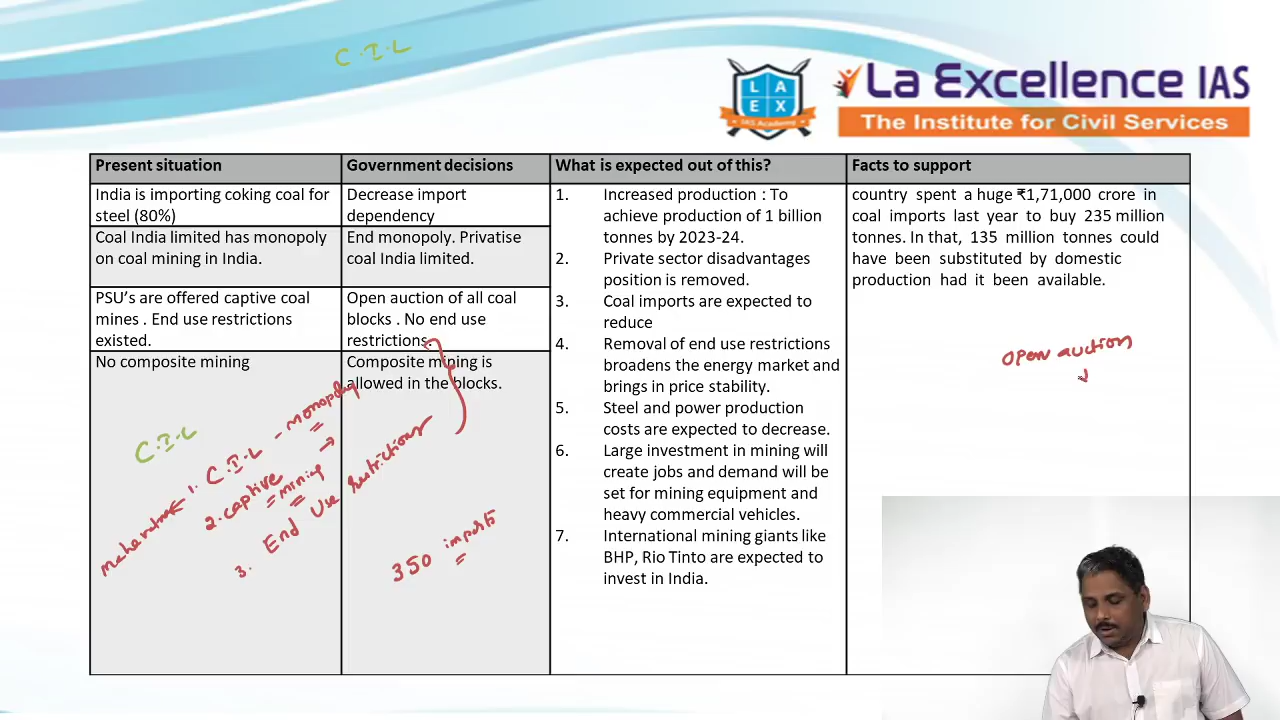 C.I.L
L A
E X
IAS Academy
La Excellence IAS
The Institute for Civil Services
Present situation
Government decisions
What is expected out of this?
Facts to support
India is importing coking coal for
steel (80%)
Decrease import
dependency
Coal India limited has monopoly
on coal mining in India.
End monopoly. Privatise
coal India limited.
PSU's are offered captive coal
mines . End use restrictions
existed.
Open auction of all coal
blocks . No end use
restrictions.
No composite mining
Composite mining is
allowed in the blocks.
1. Increased production : To
achieve production of 1 billion
tonnes by 2023-24.
2. Private sector disadvantages
position is removed.
3. Coal imports are expected to
reduce
4. Removal of end use restrictions
broadens the energy market and
brings in price stability.
5. Steel and power production
costs are expected to decrease.
6. Large investment in mining will
create jobs and demand will be
set for mining equipment and
heavy commercial vehicles.
7. International mining giants like
BHP, Rio Tinto are expected to
invest in India.
country spent a huge ₹1,71,000 crore in
coal imports last year to buy 235 million
tonnes. In that, 135 million tonnes could
have been substituted by domestic
production had it been available.
Open auction
C.I.L
1. C.I.L - monopoly
2. captive mining →
3. End Use Restrictions
350 imports